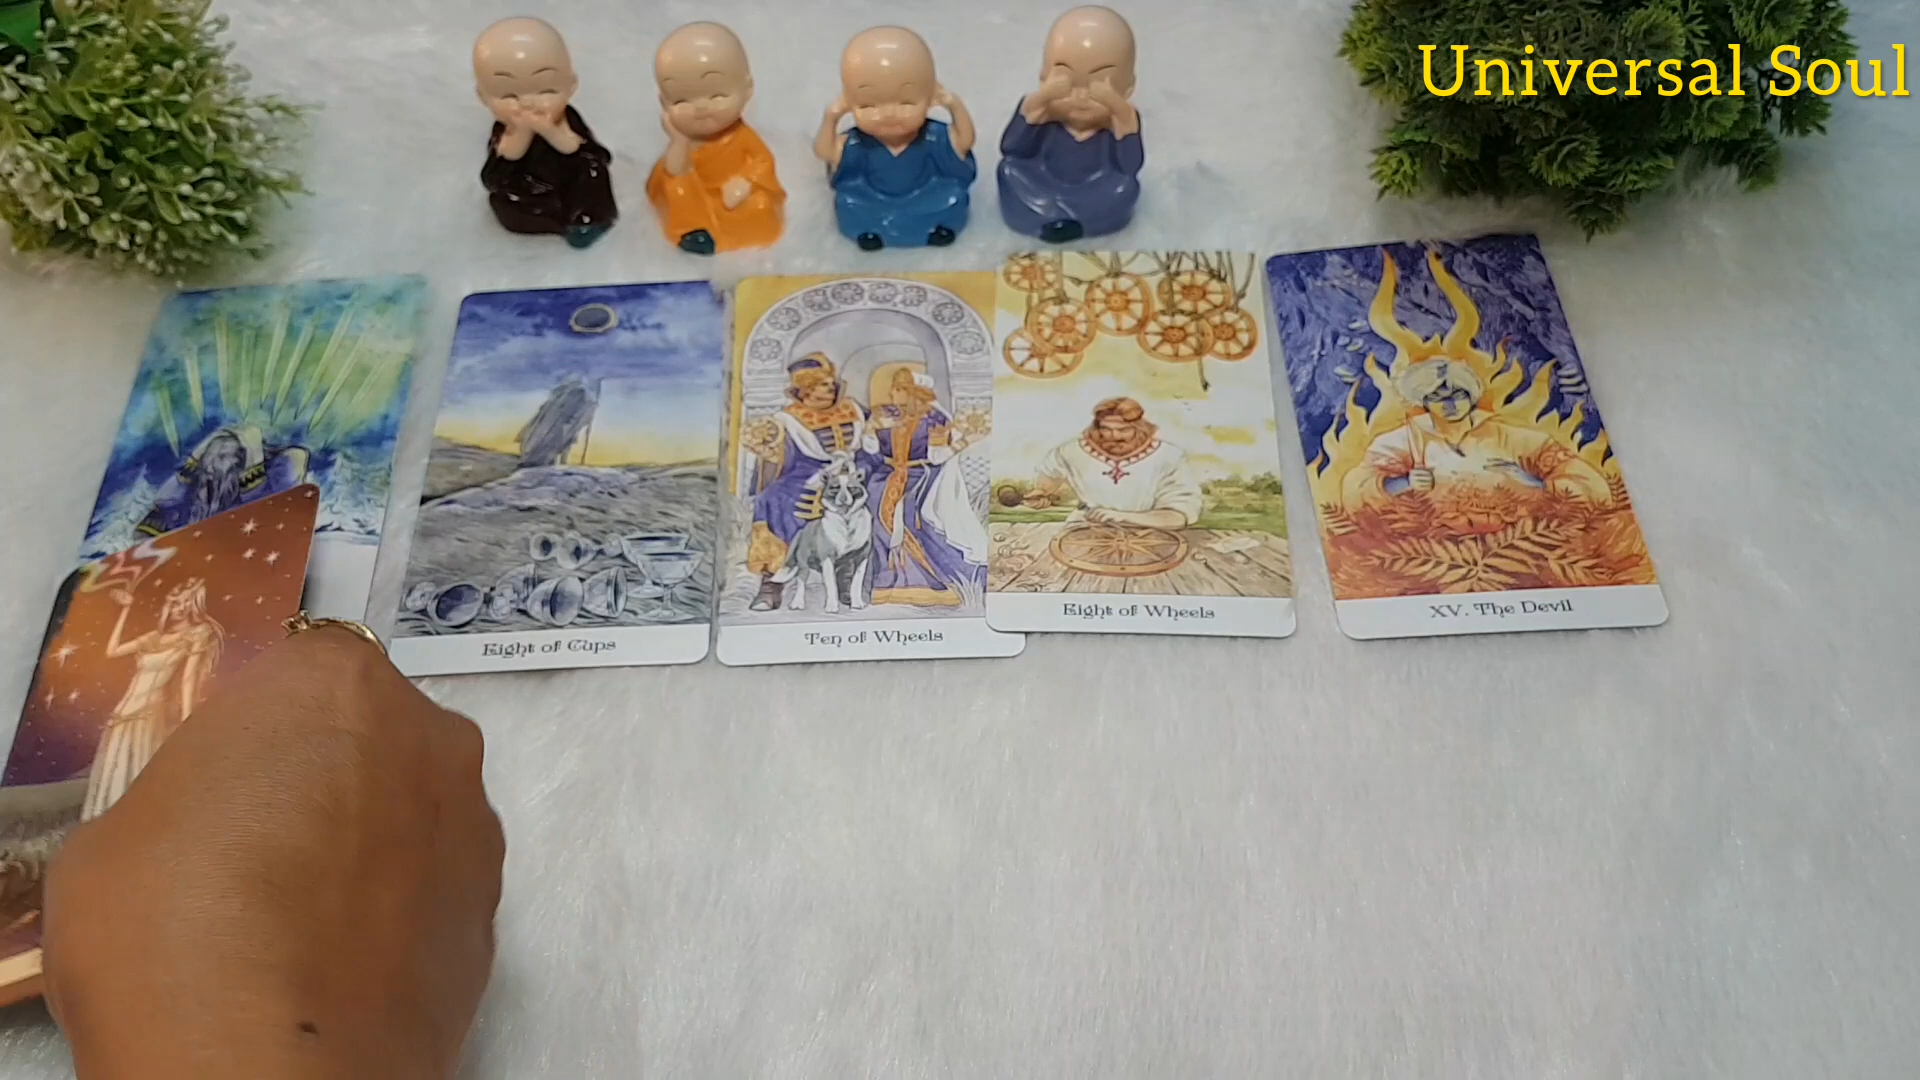 Universal Soul
Eight of Cups
Ten of Wheels
Eight of Wheels
XV. The Devil